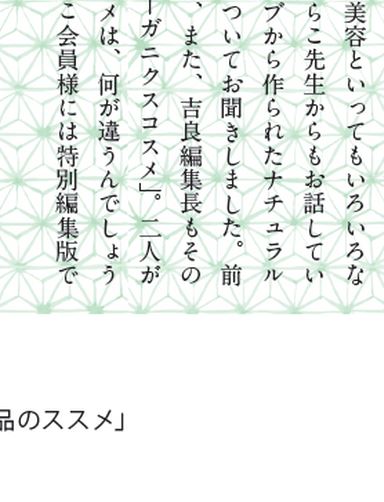 美容といってもいろいろな
らこ先生からもお話してい
ブから作られたナチュラル
ついてお聞きしました。前
、また、吉良編集長もその
ーガニクスコスメ」。二人が
メは、何が違うんでしょう
こ会員様には特別編集版で
品のススメ」